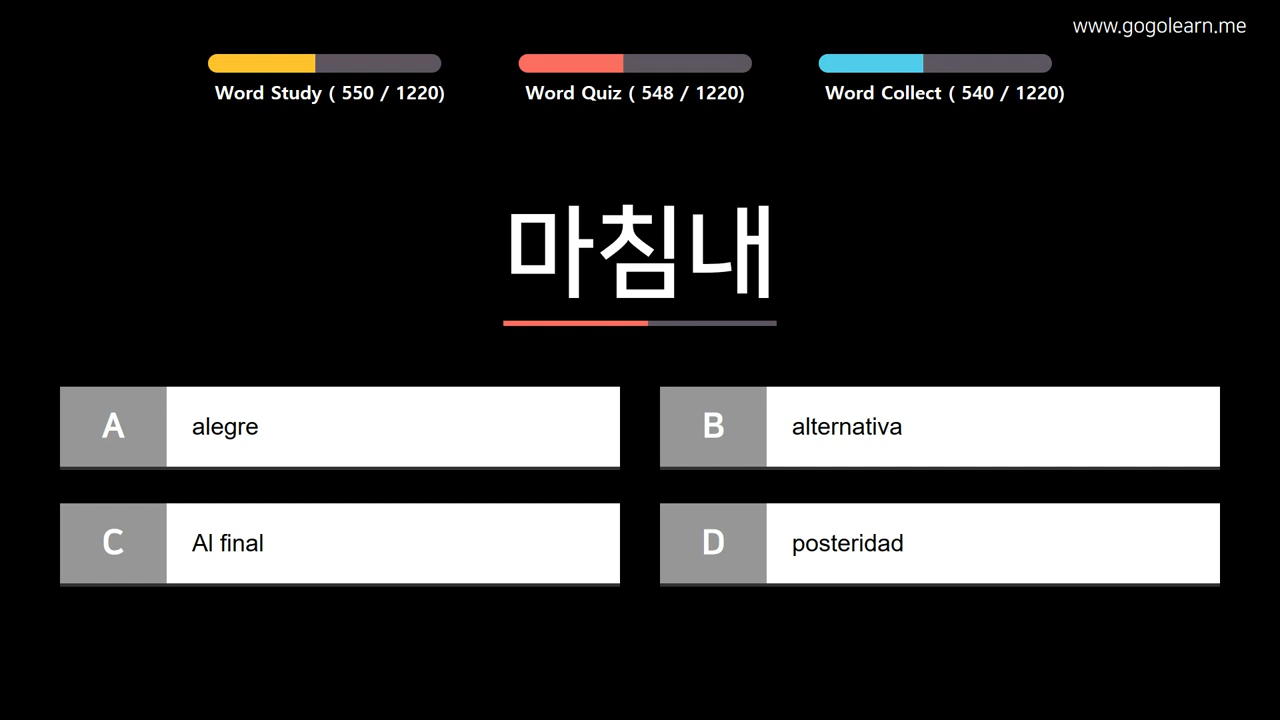 www.gogolearn.me
Word Study ( 550 / 1220)
Word Quiz ( 548 / 1220)
Word Collect ( 540 / 1220)
마침내
A alegre
B alternativa
C Al final
D posteridad